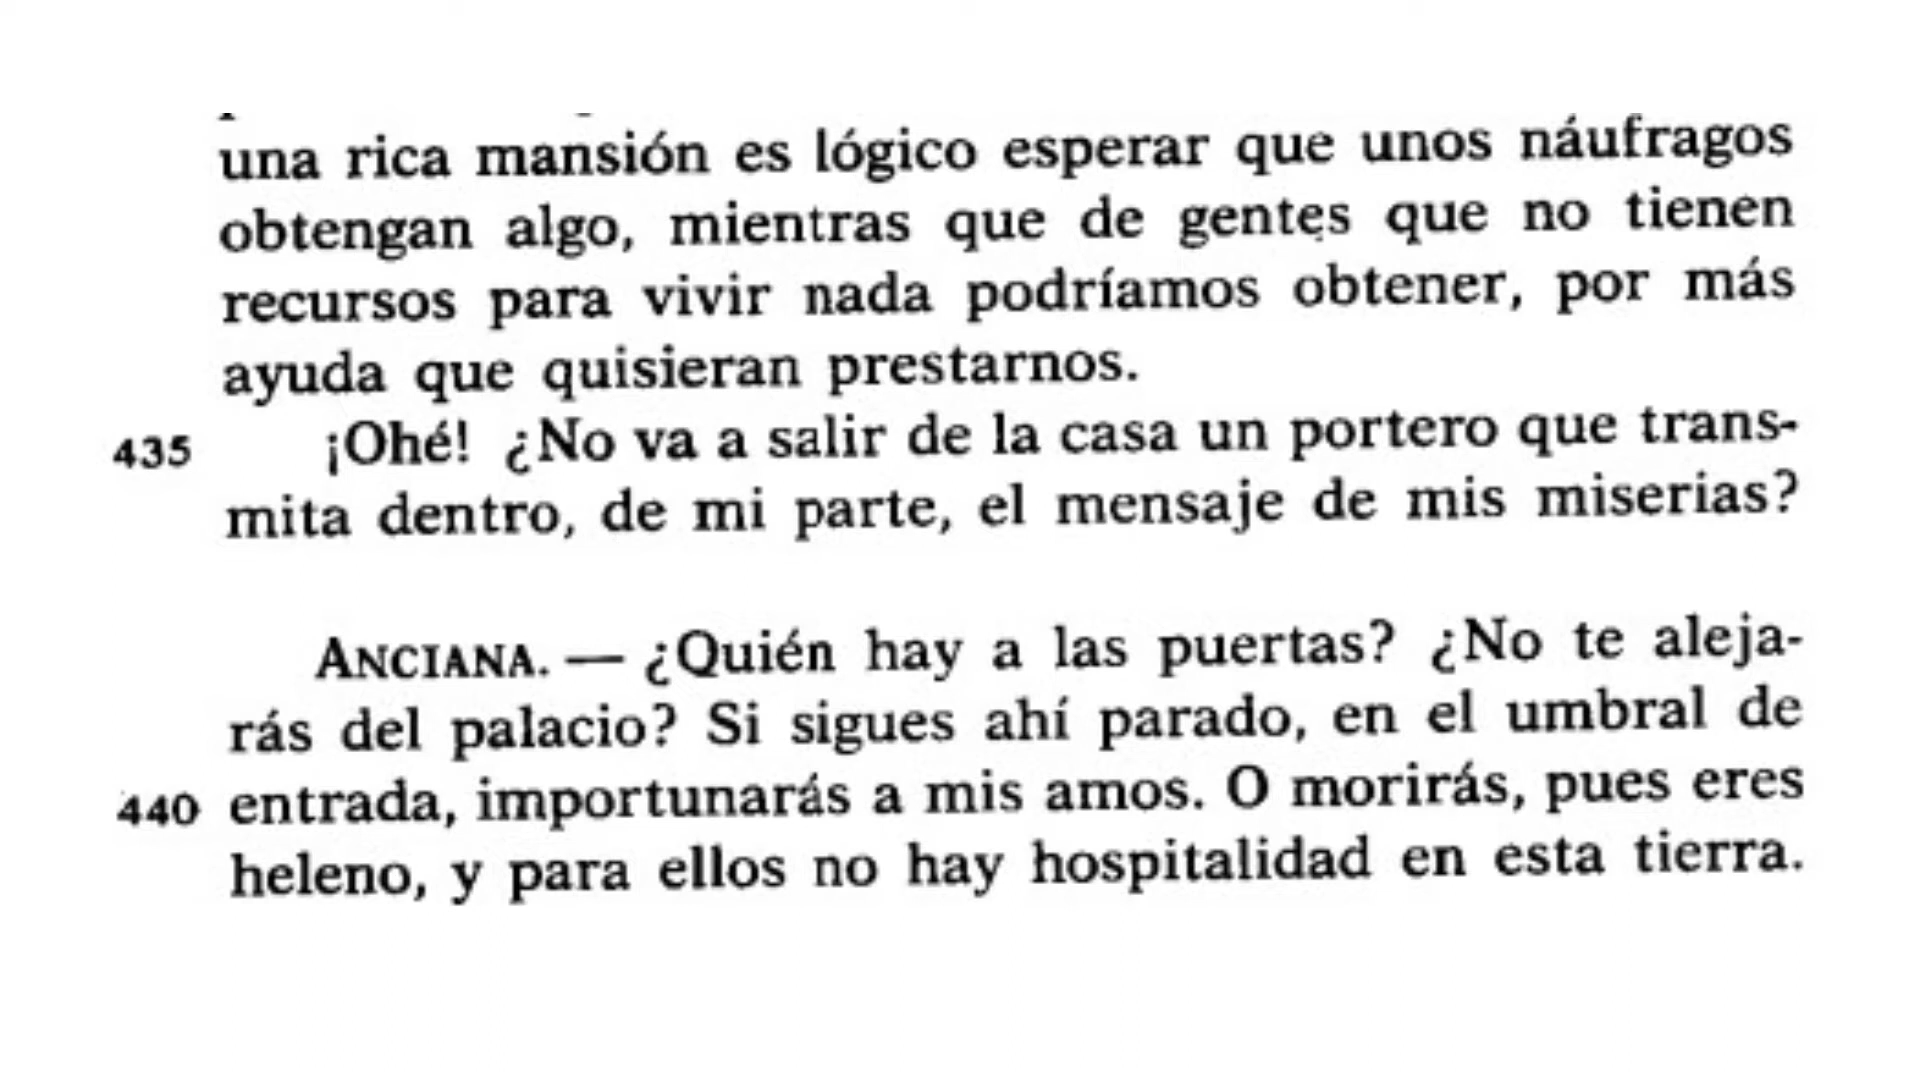 una rica mansión es lógico esperar que unos náufragos
obtengan algo, mientras que de gentes que no tienen
recursos para vivir nada podríamos obtener, por más
ayuda que quisieran prestarnos.
435 ¡Ohé! ¿No va a salir de la casa un portero que trans-
mita dentro, de mi parte, el mensaje de mis miserias?
ANCIANA. — ¿Quién hay a las puertas? ¿No te aleja-
rás del palacio? Si sigues ahí parado, en el umbral de
440 entrada, importunarás a mis amos. O morirás, pues eres
heleno, y para ellos no hay hospitalidad en esta tierra.